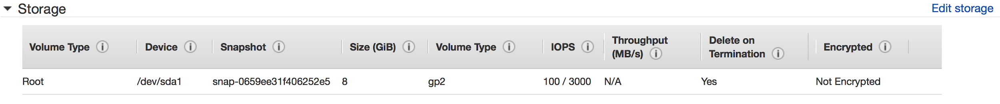 Storage Edit storage
Volume Type Device Snapshot Size (GiB) Volume Type IOPS Throughput (MB/s) Delete on Termination Encrypted
Root /dev/sda1 snap-0659ee31f406252e5 8 gp2 100 / 3000 N/A Yes Not Encrypted